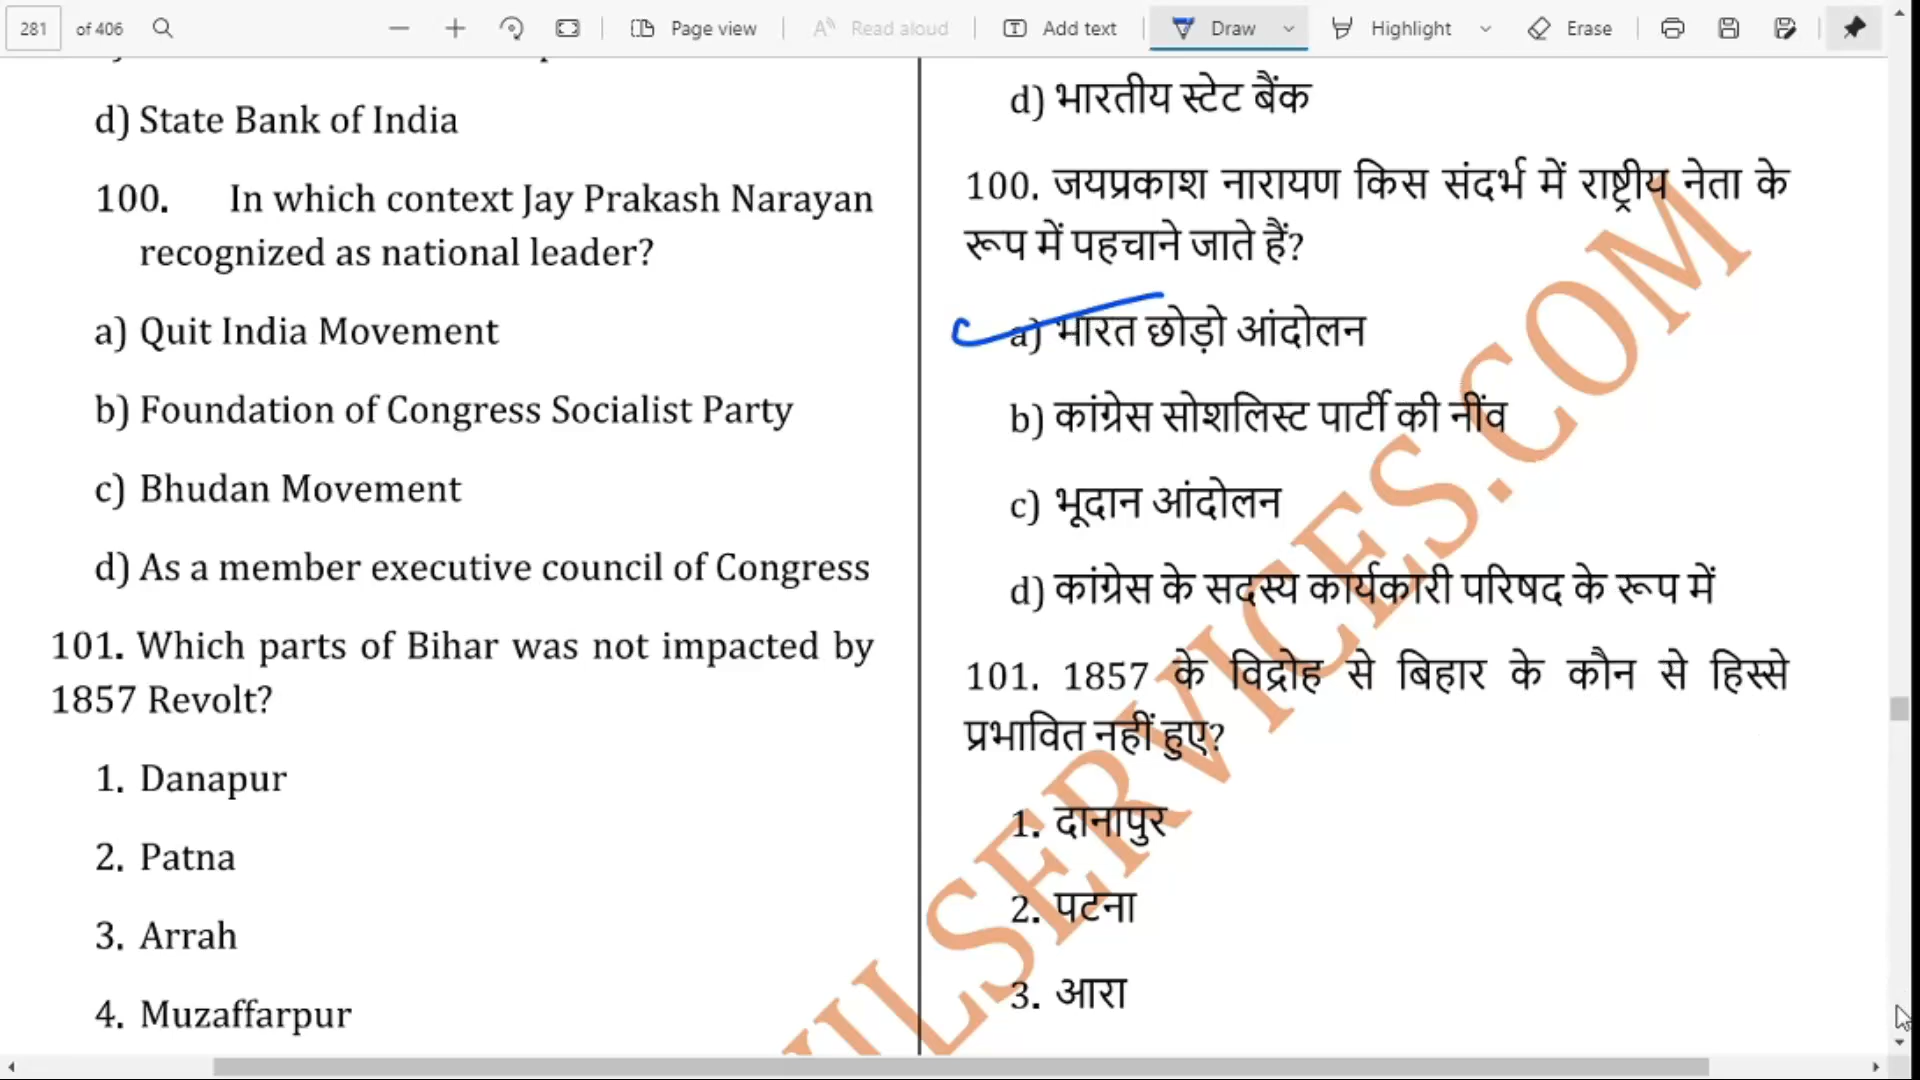 281 of 406 Page view Read aloud Add text Draw Highlight Erase
d) State Bank of India
100. In which context Jay Prakash Narayan
recognized as national leader?
a) Quit India Movement
b) Foundation of Congress Socialist Party
c) Bhudan Movement
d) As a member executive council of Congress
101. Which parts of Bihar was not impacted by
1857 Revolt?
1. Danapur
2. Patna
3. Arrah
4. Muzaffarpur
d) भारतीय स्टेट बैंक
100. जयप्रकाश नारायण किस संदर्भ में राष्ट्रीय नेता के
रूप में पहचाने जाते हैं?
a) भारत छोड़ो आंदोलन
b) कांग्रेस सोशलिस्ट पार्टी की नींव
c) भूदान आंदोलन
d) कांग्रेस के सदस्य कार्यकारी परिषद के रूप में
101. 1857 के विद्रोह से बिहार के कौन से हिस्से
प्रभावित नहीं हुए?
1. दानापुर
2. पटना
3. आरा
ILSERVICES.COM